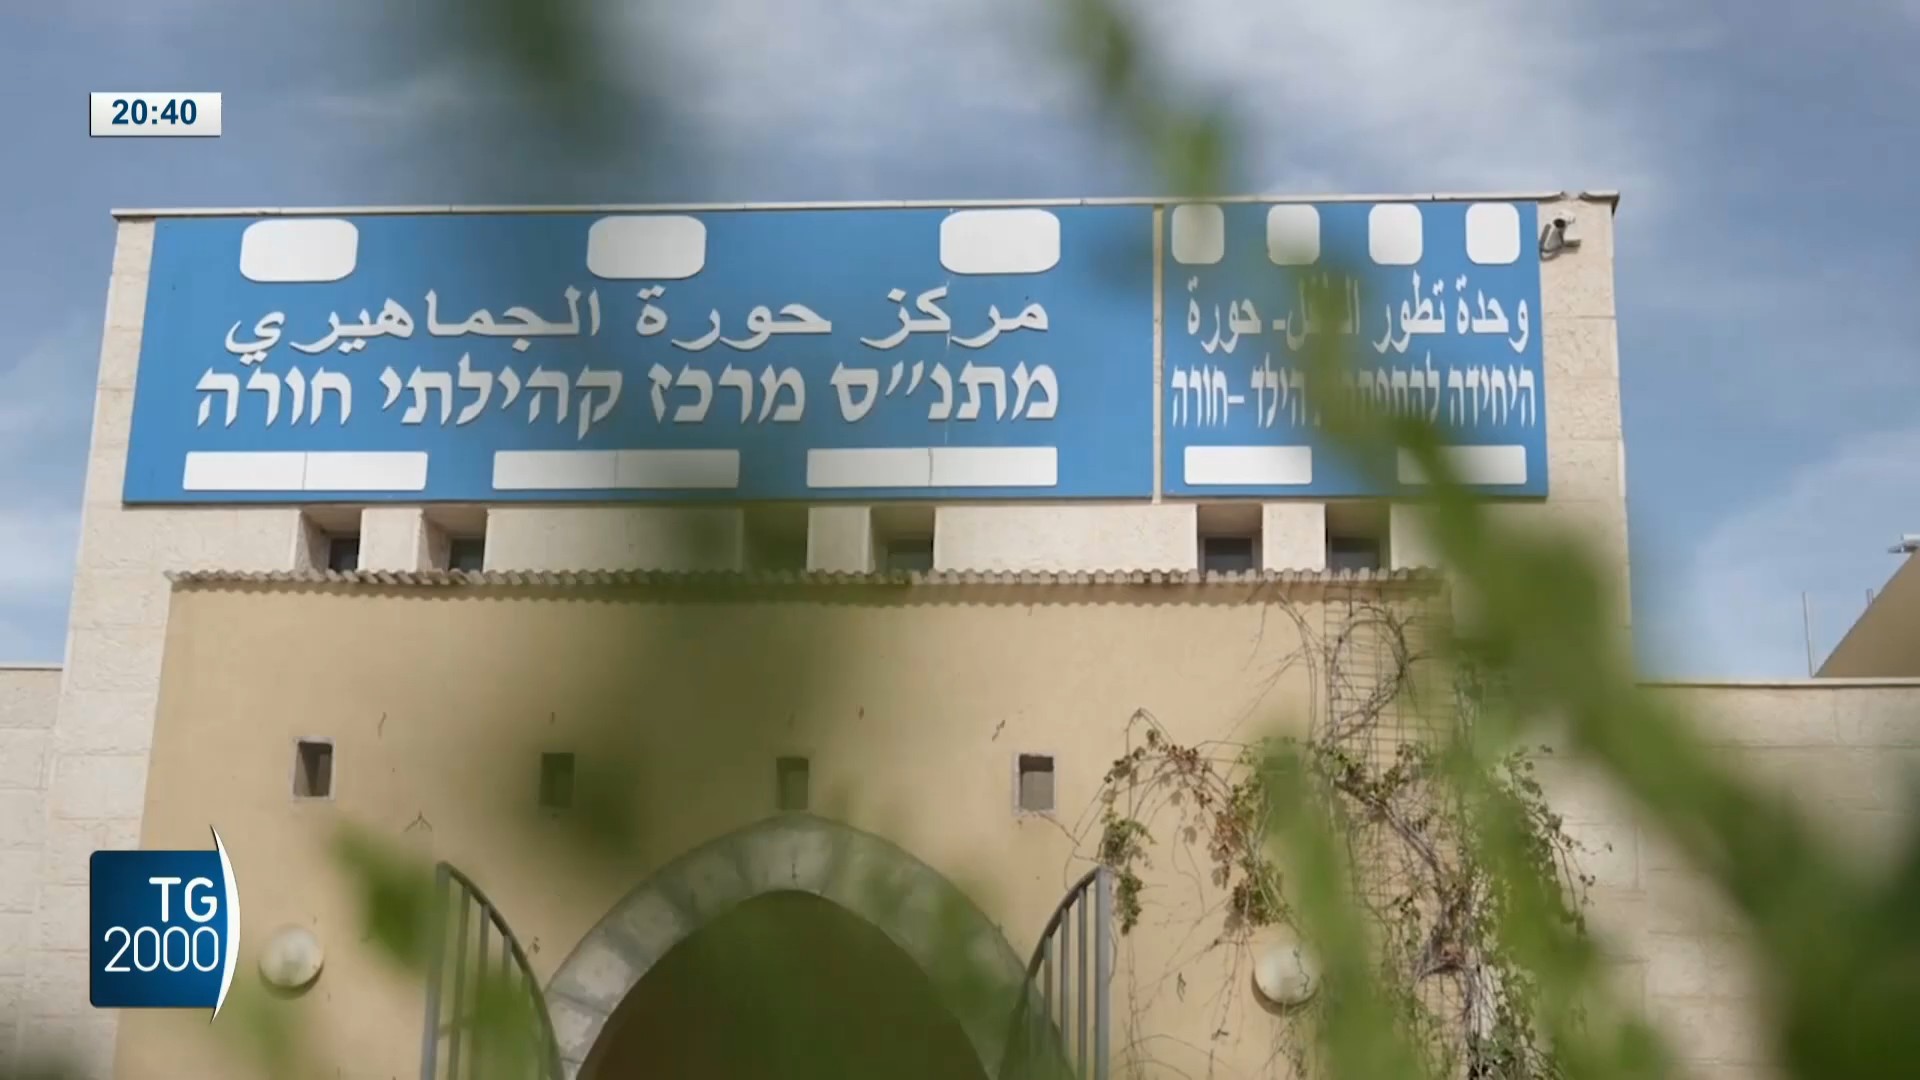 20:40
مركز حورة الجماهيري
מתנ״ס מרכז קהילתי חורה
وحدة تطور حورة
היחידה הילד-חורה
TG
2000